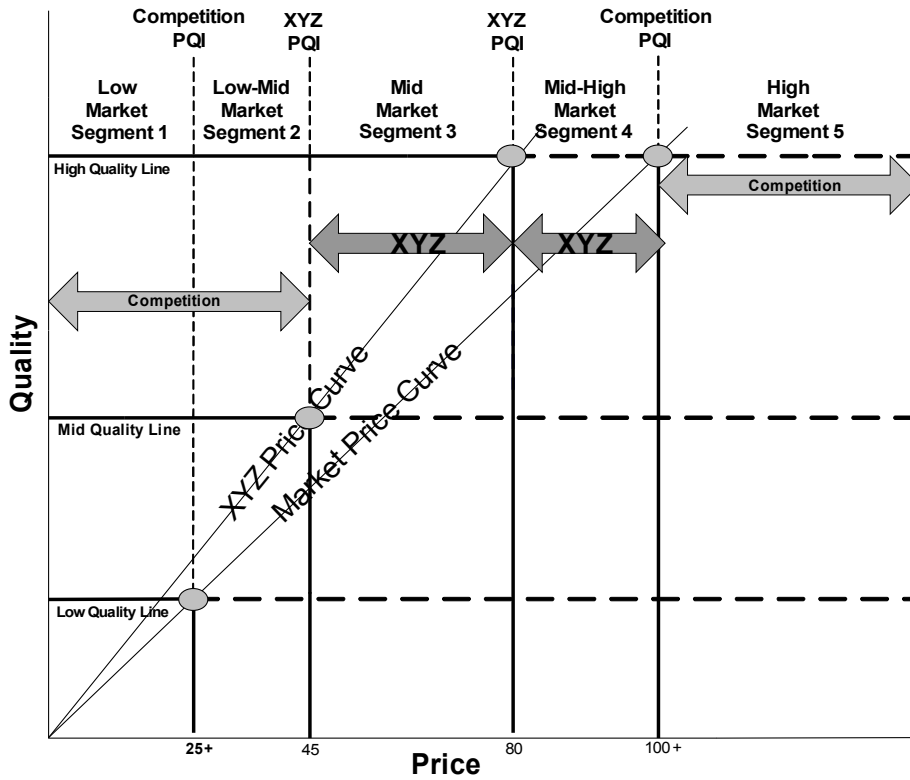 Competition
PQI
XYZ
PQI
XYZ
PQI
Competition
PQI
Low
Market
Segment 1
Low-Mid
Market
Segment 2
Mid
Market
Segment 3
Mid-High
Market
Segment 4
High
Market
Segment 5
High Quality Line
Competition
XYZ
XYZ
Competition
Quality
XYZ Price Curve
Market Price Curve
Mid Quality Line
Low Quality Line
25+
45
80
100 +
Price